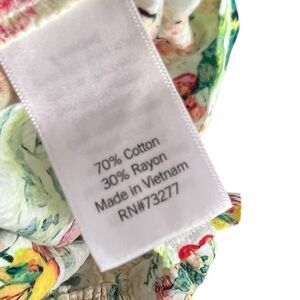 70% Cotton
30% Rayon
Made in Vietnam
RN#73277